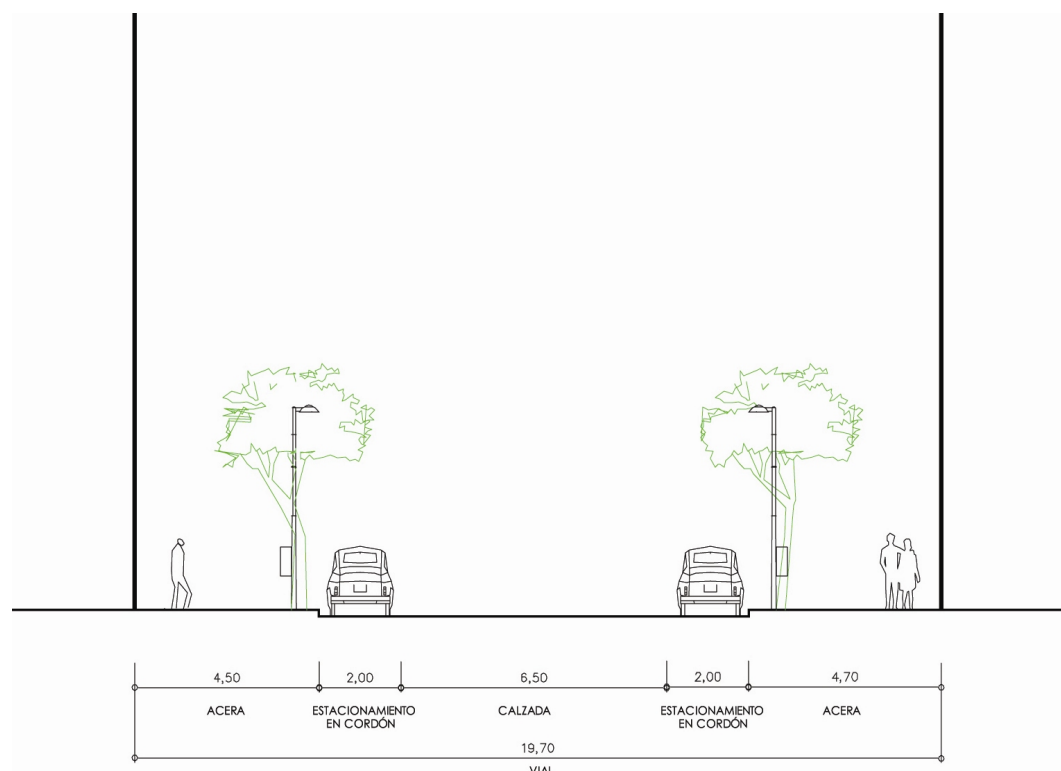 4,50 2,00 6,50 2,00 4,70
ACERA ESTACIONAMIENTO CALZADA ESTACIONAMIENTO ACERA
EN CORDÓN EN CORDÓN
19,70
VIAL